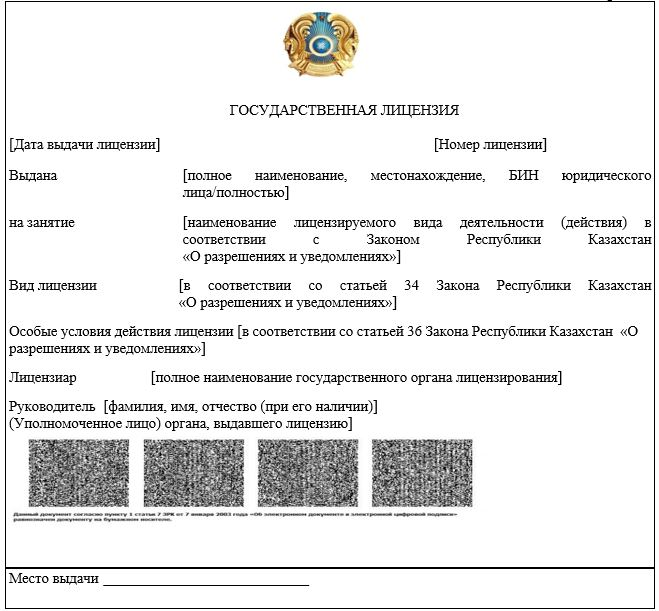 ГОСУДАРСТВЕННАЯ ЛИЦЕНЗИЯ
[Дата выдачи лицензии] [Номер лицензии]
Выдана [полное наименование, местонахождение, БИН юридического
лица/полностью]
на занятие [наименование лицензируемого вида деятельности (действия) в
соответствии с Законом Республики Казахстан
«О разрешениях и уведомлениях»]
Вид лицензии [в соответствии со статьей 34 Закона Республики Казахстан
«О разрешениях и уведомлениях»]
Особые условия действия лицензии [в соответствии со статьей 36 Закона Республики Казахстан «О
разрешениях и уведомлениях»]
Лицензиар [полное наименование государственного органа лицензирования]
Руководитель [фамилия, имя, отчество (при его наличии)]
(Уполномоченное лицо) органа, выдавшего лицензию]
Данный документ согласно пункту 1 статьи 7 ЗРК от 7 января 2003 года «Об электронном документе и электронной цифровой подписи»
равнозначен документу на бумажном носителе.
Место выдачи ____________________________